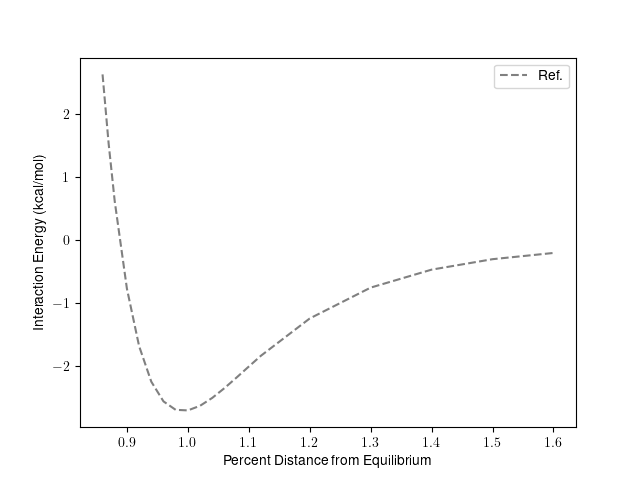 Ref.
2
1
0
−1
−2
Interaction Energy (kcal/mol)
0.9 1.0 1.1 1.2 1.3 1.4 1.5 1.6
Percent Distance from Equilibrium